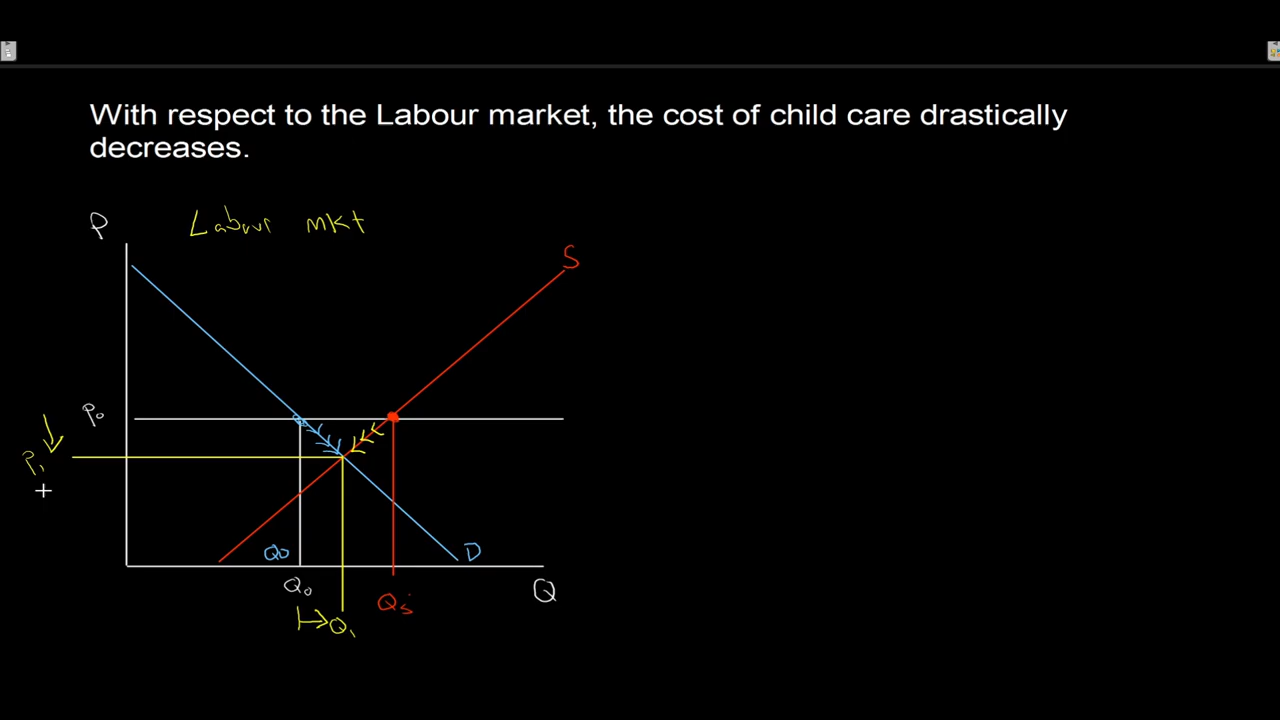 With respect to the Labour market, the cost of child care drastically
decreases.
P
Labour mkt
S
P₀
P₁
QD
D
Q₀
Q
Qs
Q₁